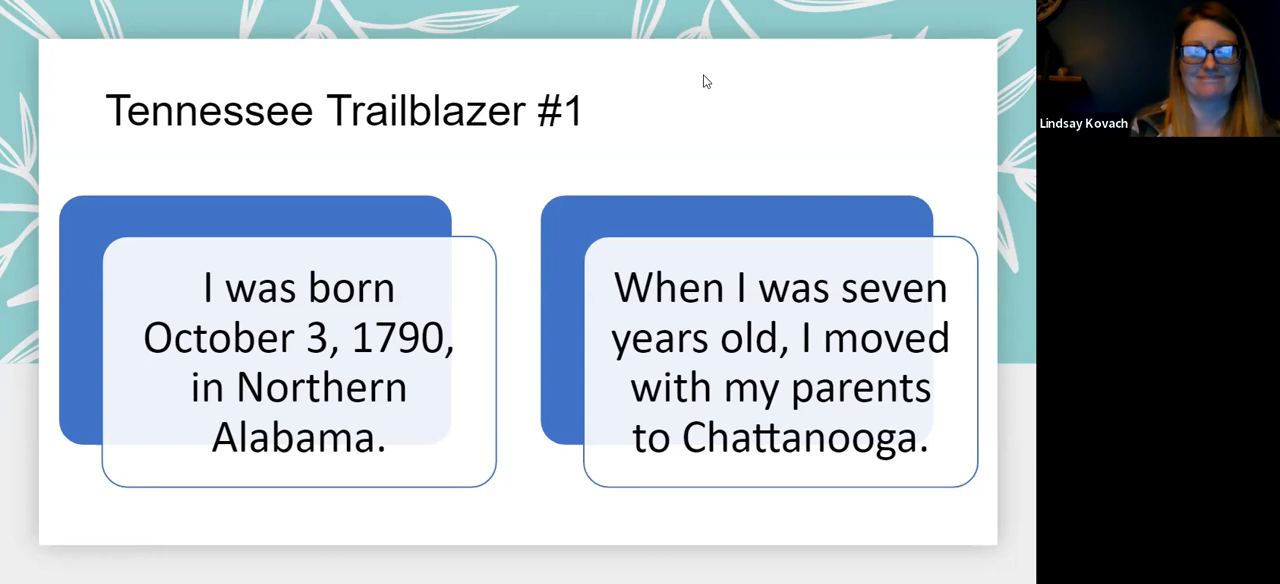 Tennessee Trailblazer #1
I was born
October 3, 1790,
in Northern
Alabama.
When I was seven
years old, I moved
with my parents
to Chattanooga.
Lindsay Kovach